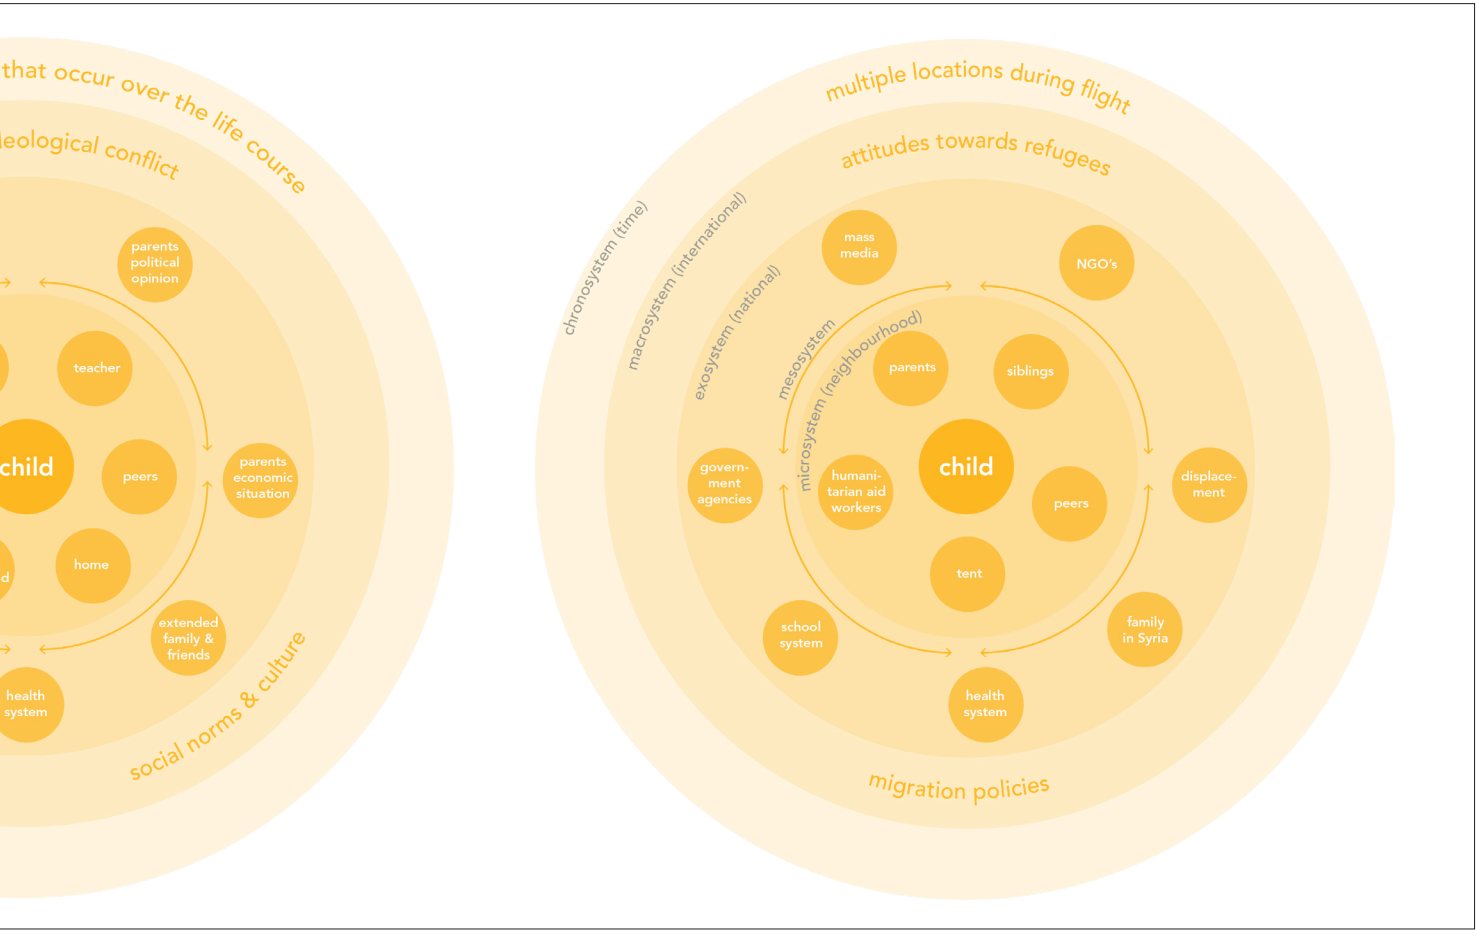 that occur over the life course
deological conflict
parents
political
opinion
teacher
child
peers
parents
economic
situation
home
extended
family &
friends
health
system
social norms & culture
multiple locations during flight
attitudes towards refugees
chronosystem (time)
macrosystem (international)
exosystem (national)
mesosystem
microsystem (neighbourhood)
mass
media
NGO's
parents
siblings
govern-
ment
agencies
humani-
tarian aid
workers
child
peers
displace-
ment
tent
school
system
family
in Syria
health
system
migration policies